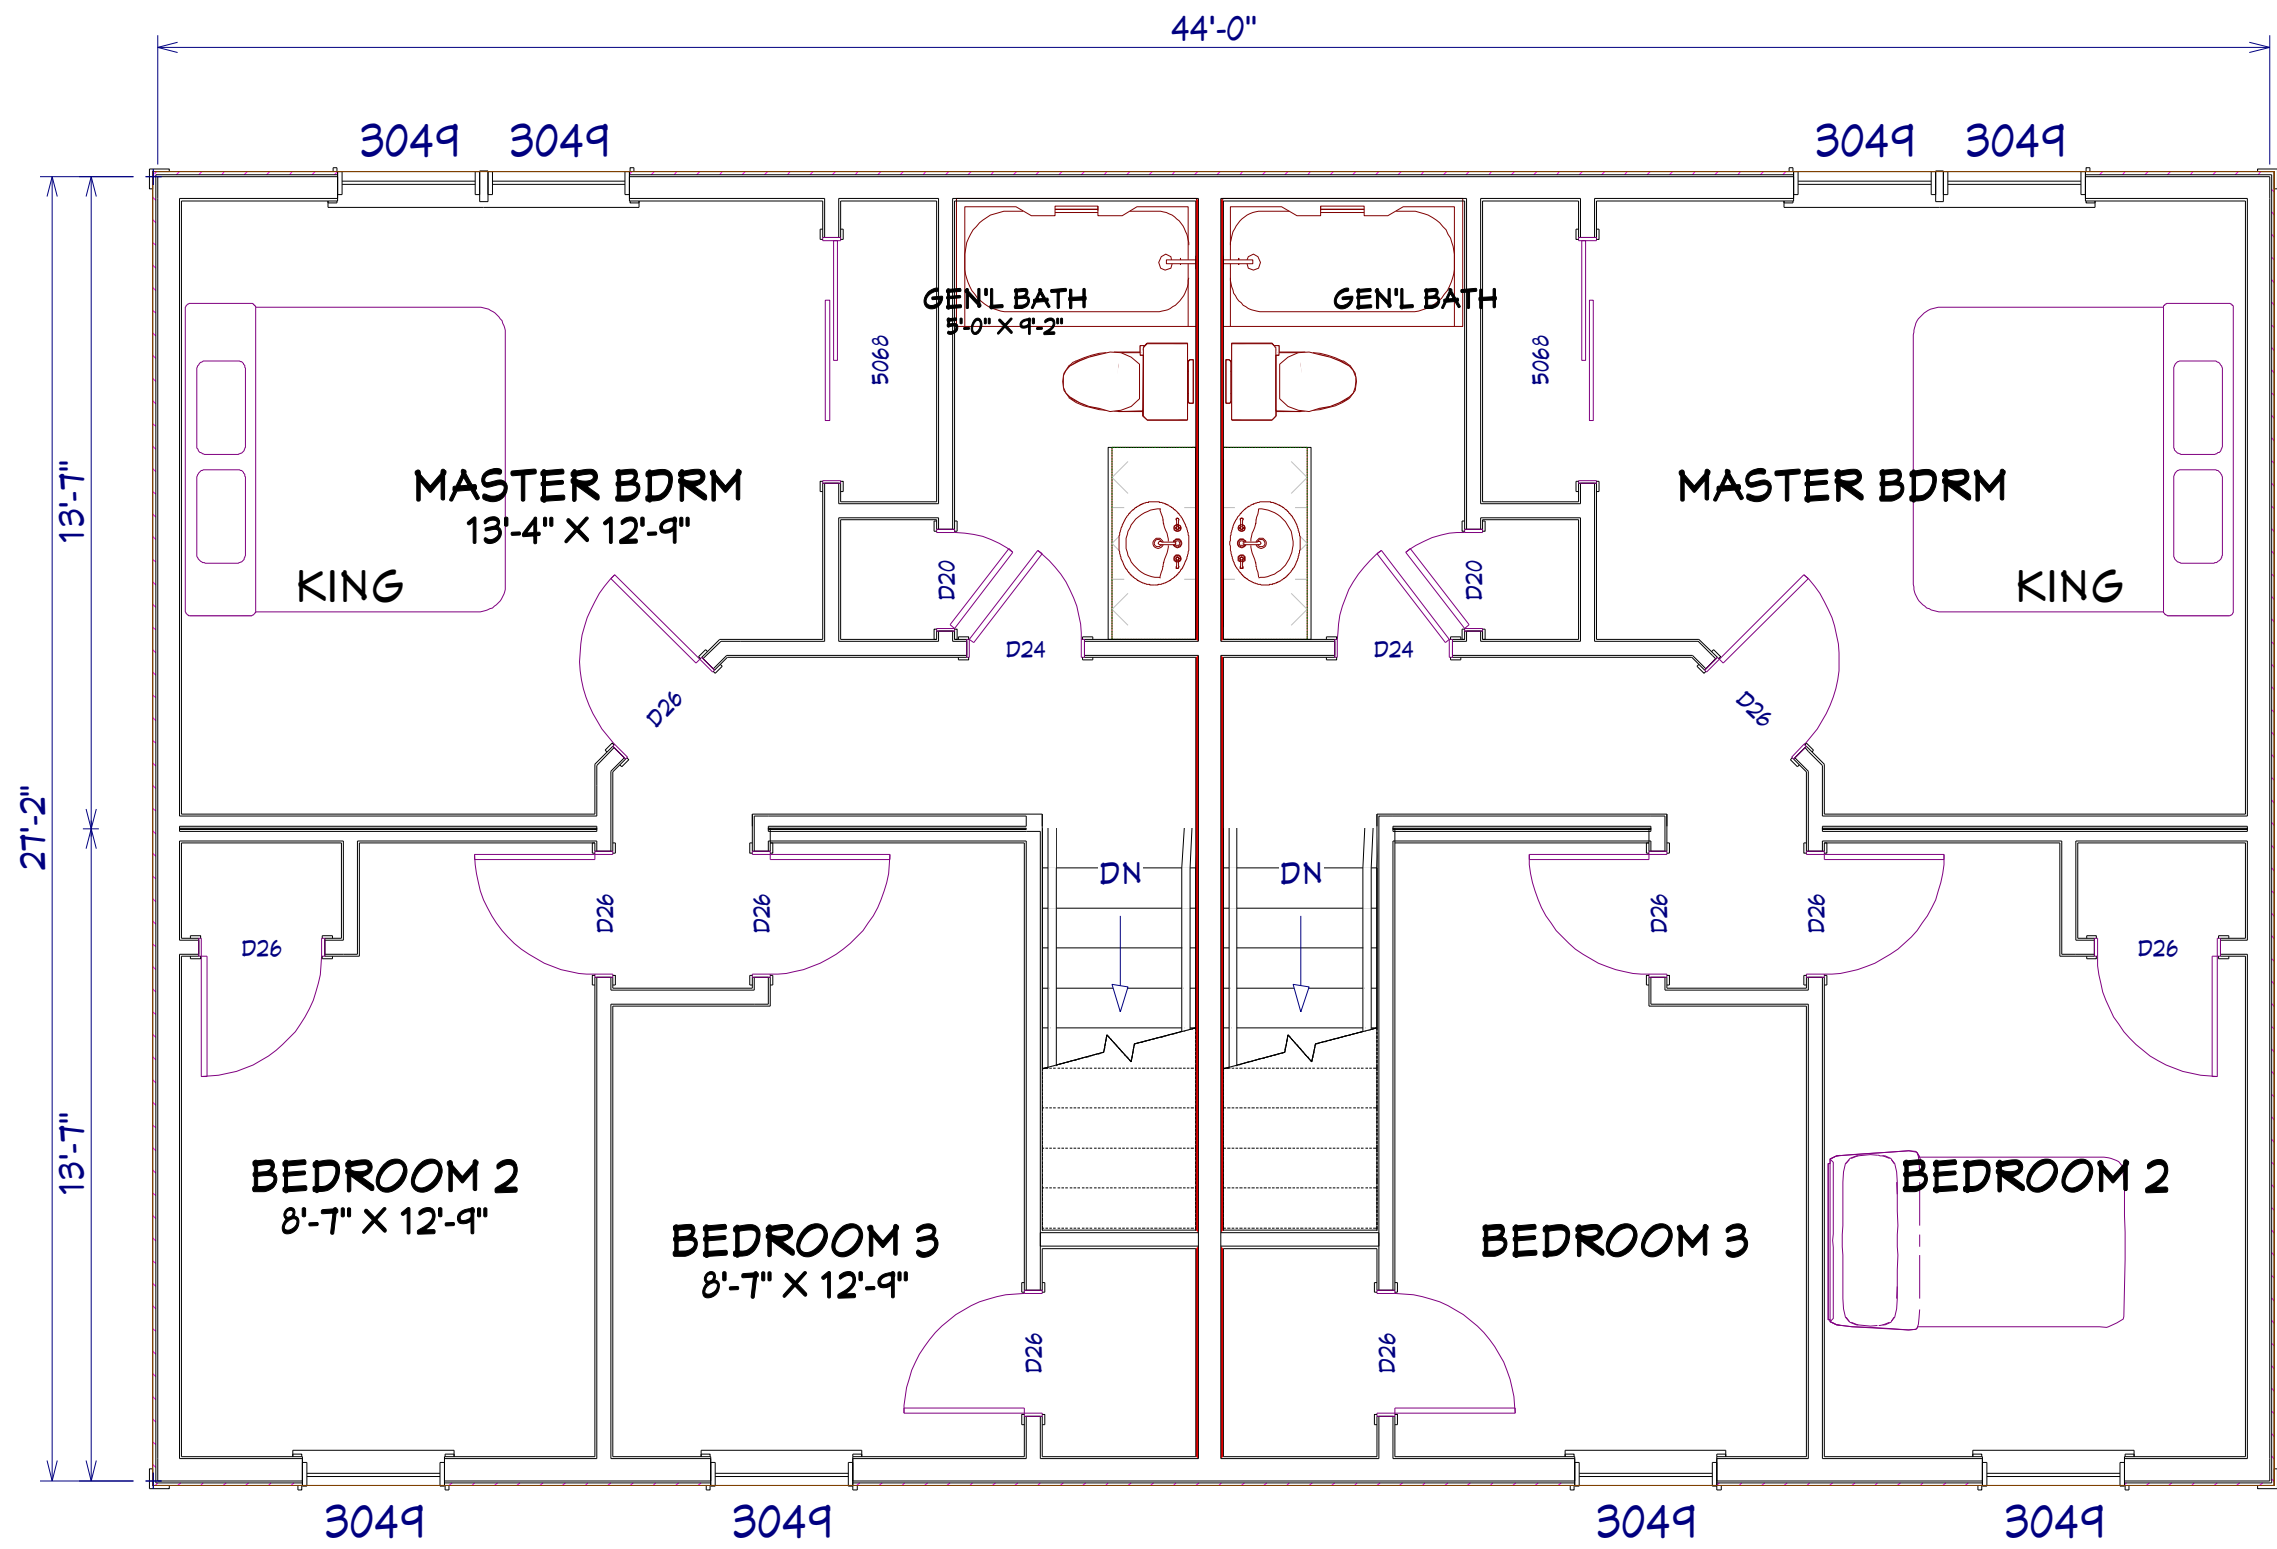 44'-0"
3049 3049 3049 3049
GEN'L BATH GEN'L BATH
5'-0" X 9'-2"
5068 5068
MASTER BDRM MASTER BDRM
13'-4" X 12'-9"
13'-7"
KING KING
D20 D20
D24 D24
D26 D26
27'-2"
DN DN
D26 D26 D26 D26
D26 D26
13'-7"
BEDROOM 2 BEDROOM 2
8'-7" X 12'-9"
BEDROOM 3 BEDROOM 3
8'-7" X 12'-9"
D26 D26
3049 3049 3049 3049